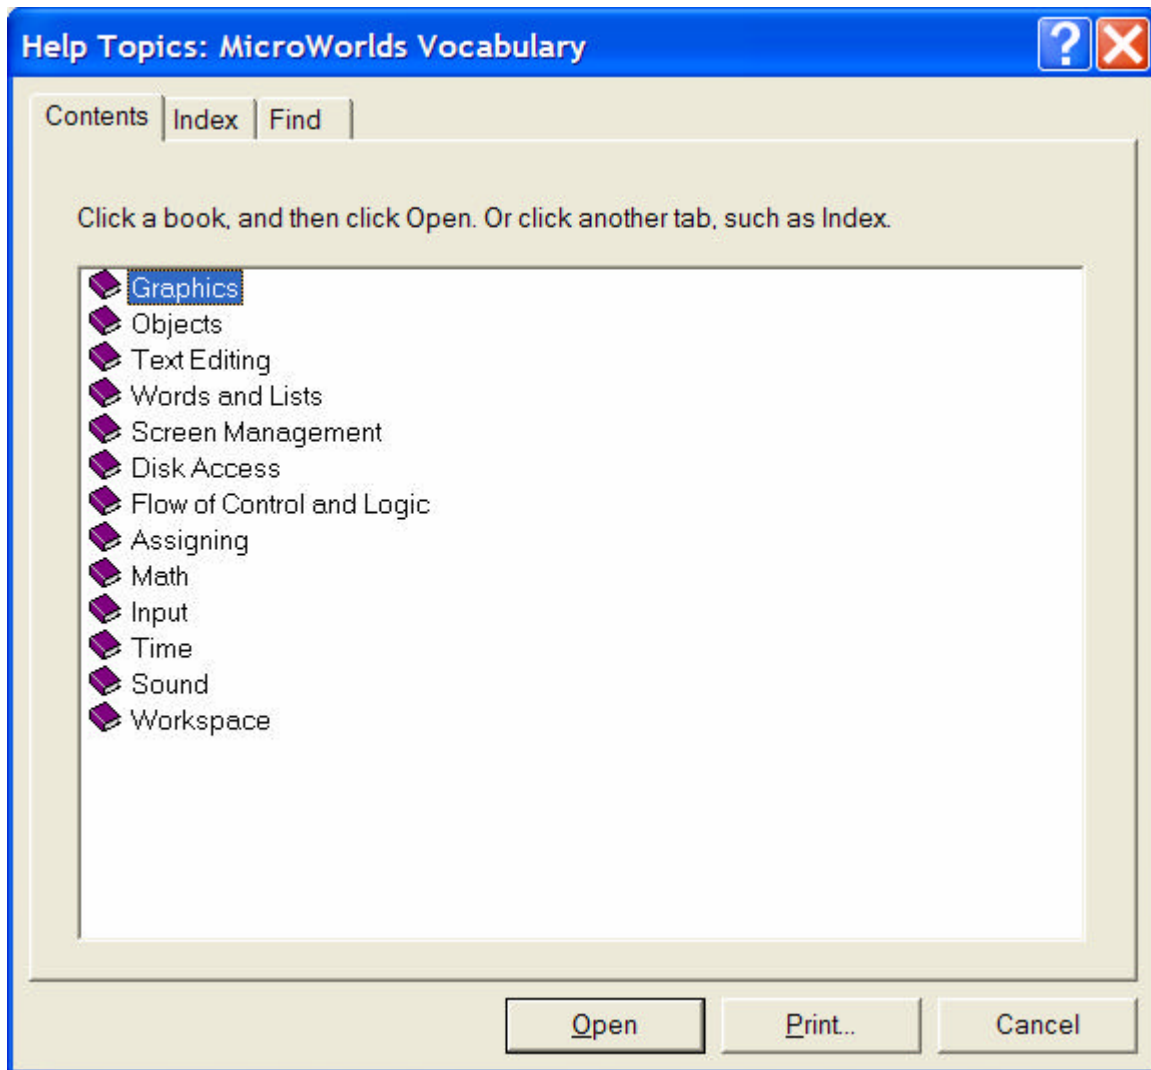 Help Topics: MicroWorlds Vocabulary
Contents Index Find
Click a book, and then click Open. Or click another tab, such as Index.
Graphics
Objects
Text Editing
Words and Lists
Screen Management
Disk Access
Flow of Control and Logic
Assigning
Math
Input
Time
Sound
Workspace
Open Print... Cancel